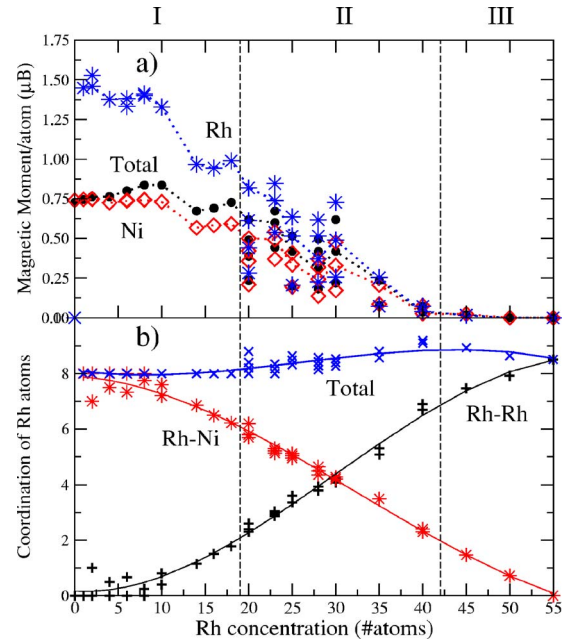 I II III
a)
1.75
1.50
1.25
1.00
0.75
0.50
0.25
0.00
Magnetic Moment/atom (μB)
Rh
Total
Ni
b)
8
6
4
2
0
Coordination of Rh atoms
Total
Rh-Rh
Rh-Ni
0 5 10 15 20 25 30 35 40 45 50 55
Rh concentration (#atoms)